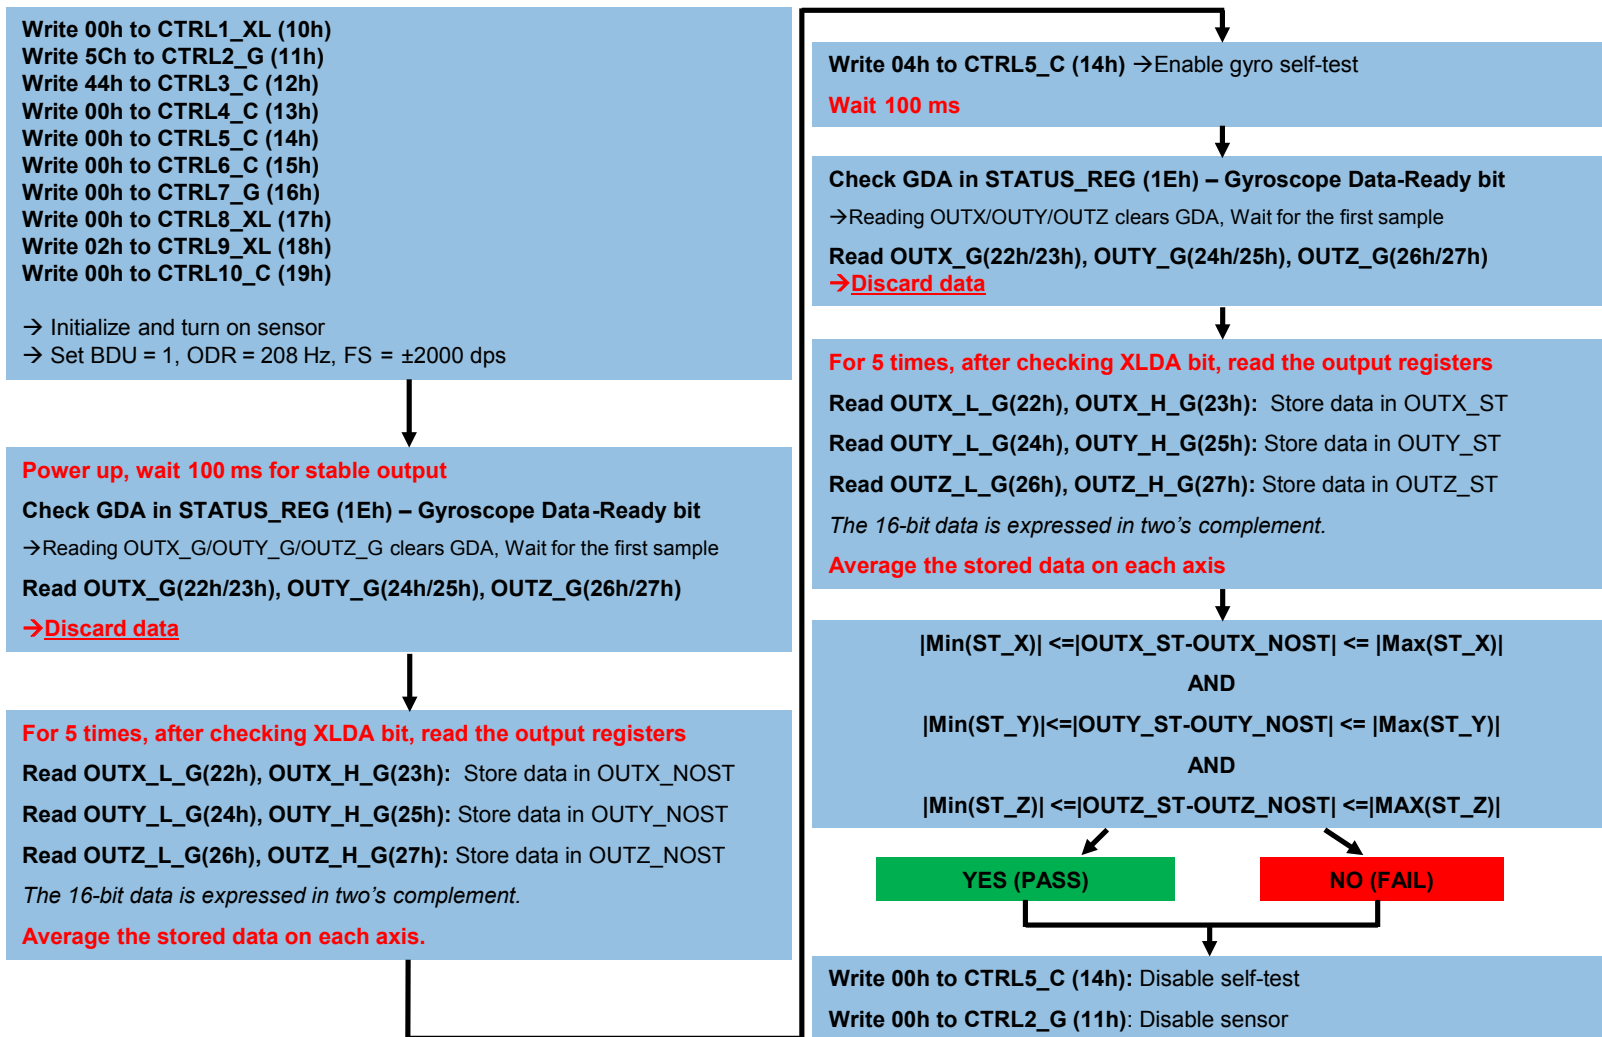 Write 00h to CTRL1_XL (10h)
Write 5Ch to CTRL2_G (11h)
Write 44h to CTRL3_C (12h)
Write 00h to CTRL4_C (13h)
Write 00h to CTRL5_C (14h)
Write 00h to CTRL6_C (15h)
Write 00h to CTRL7_G (16h)
Write 00h to CTRL8_XL (17h)
Write 02h to CTRL9_XL (18h)
Write 00h to CTRL10_C (19h)
→ Initialize and turn on sensor
→ Set BDU = 1, ODR = 208 Hz, FS = ±2000 dps
Power up, wait 100 ms for stable output
Check GDA in STATUS_REG (1Eh) – Gyroscope Data-Ready bit
→Reading OUTX_G/OUTY_G/OUTZ_G clears GDA, Wait for the first sample
Read OUTX_G(22h/23h), OUTY_G(24h/25h), OUTZ_G(26h/27h)
→Discard data
For 5 times, after checking XLDA bit, read the output registers
Read OUTX_L_G(22h), OUTX_H_G(23h): Store data in OUTX_NOST
Read OUTY_L_G(24h), OUTY_H_G(25h): Store data in OUTY_NOST
Read OUTZ_L_G(26h), OUTZ_H_G(27h): Store data in OUTZ_NOST
The 16-bit data is expressed in two's complement.
Average the stored data on each axis.
Write 04h to CTRL5_C (14h) →Enable gyro self-test
Wait 100 ms
Check GDA in STATUS_REG (1Eh) – Gyroscope Data-Ready bit
→Reading OUTX/OUTY/OUTZ clears GDA, Wait for the first sample
Read OUTX_G(22h/23h), OUTY_G(24h/25h), OUTZ_G(26h/27h)
→Discard data
For 5 times, after checking XLDA bit, read the output registers
Read OUTX_L_G(22h), OUTX_H_G(23h): Store data in OUTX_ST
Read OUTY_L_G(24h), OUTY_H_G(25h): Store data in OUTY_ST
Read OUTZ_L_G(26h), OUTZ_H_G(27h): Store data in OUTZ_ST
The 16-bit data is expressed in two's complement.
Average the stored data on each axis
|Min(ST_X)| <=|OUTX_ST-OUTX_NOST| <= |Max(ST_X)|
AND
|Min(ST_Y)|<=|OUTY_ST-OUTY_NOST| <= |Max(ST_Y)|
AND
|Min(ST_Z)| <=|OUTZ_ST-OUTZ_NOST| <=|MAX(ST_Z)|
YES (PASS)
NO (FAIL)
Write 00h to CTRL5_C (14h): Disable self-test
Write 00h to CTRL2_G (11h): Disable sensor